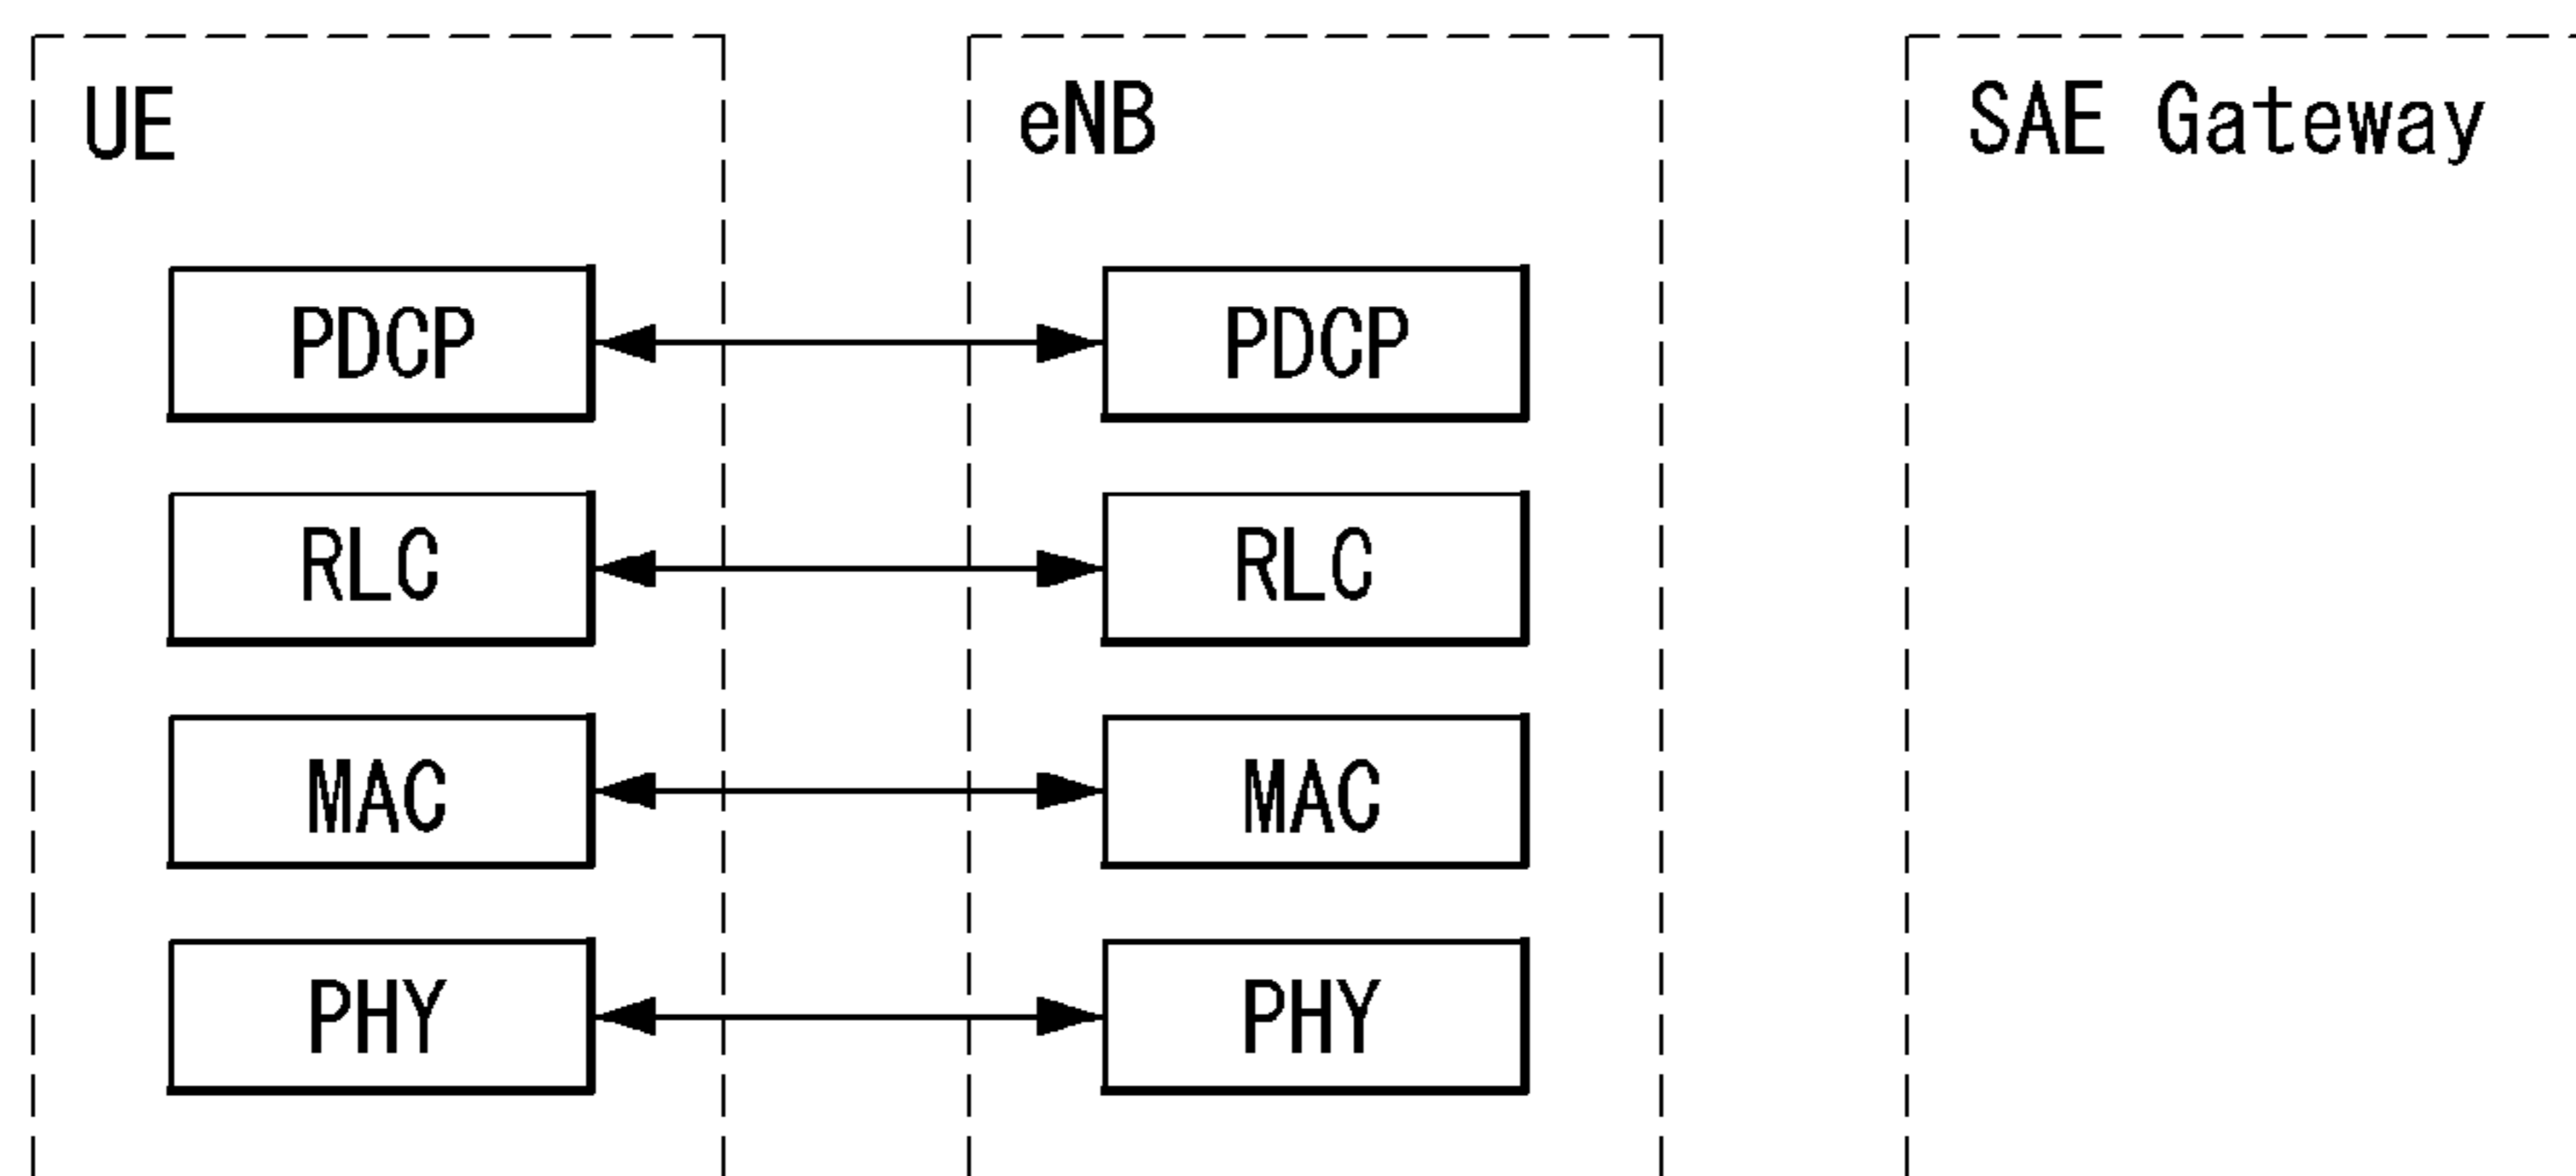 UE
eNB
SAE Gateway
PDCP
PDCP
RLC
RLC
MAC
MAC
PHY
PHY